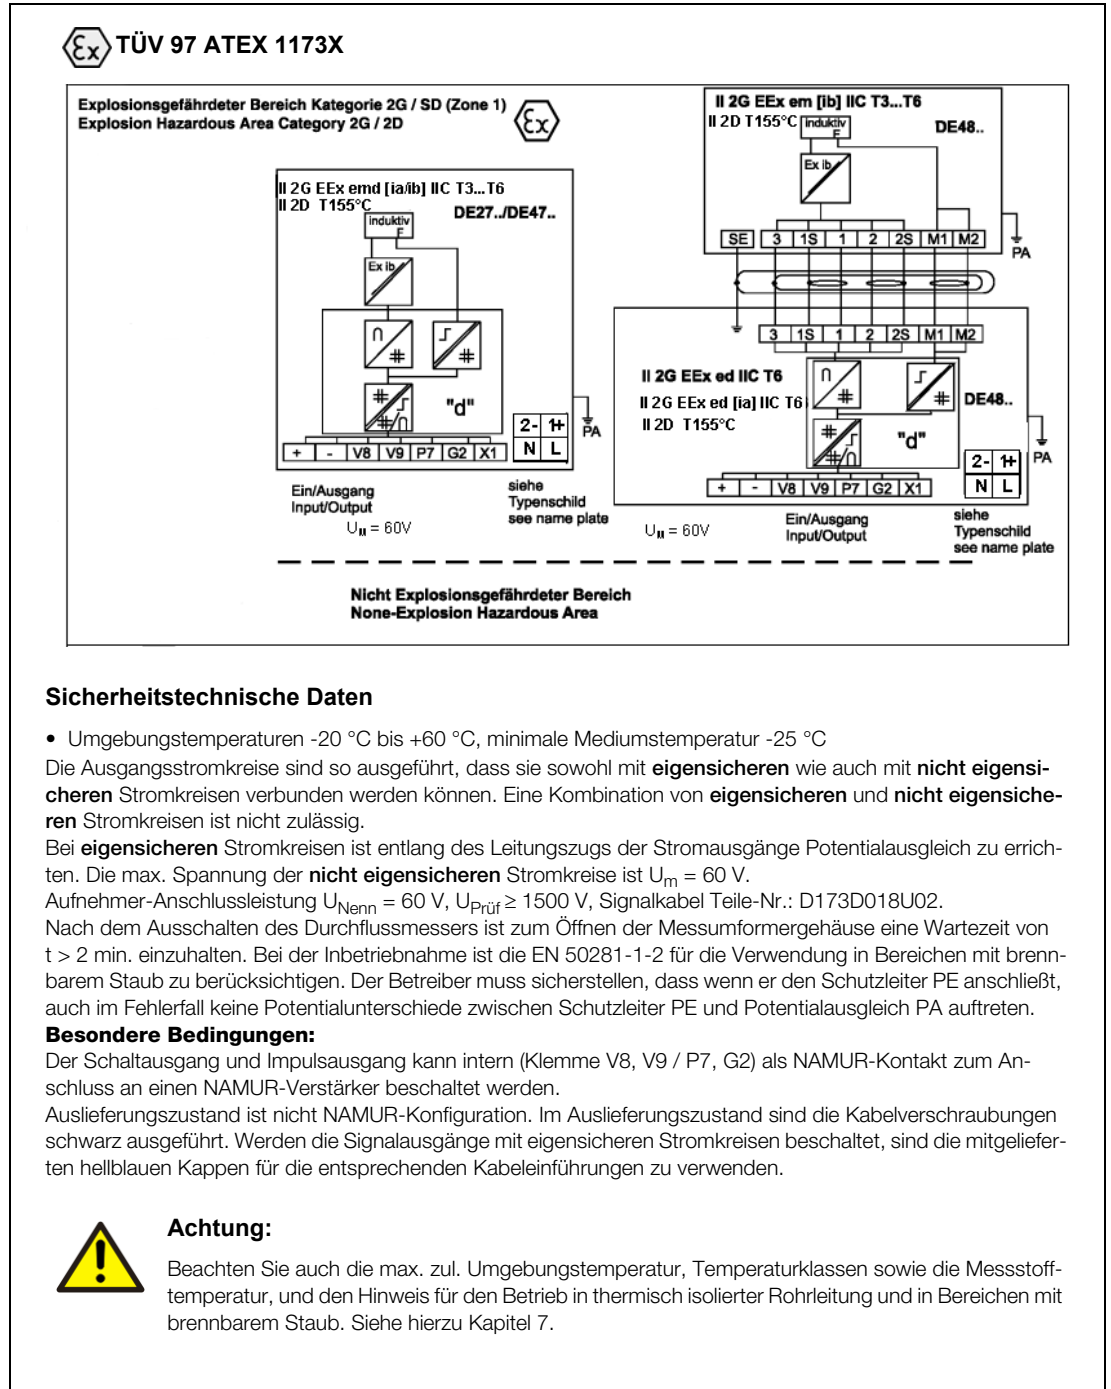 Ex TÜV 97 ATEX 1173X
Explosionsgefährdeter Bereich Kategorie 2G / SD (Zone 1)
Explosion Hazardous Area Category 2G / 2D
Ex
II 2G EEx em [ib] IIC T3...T6
II 2D T155°C
induktiv
F
DE48..
Ex ib
SE 3 1S 1 2 2S M1 M2
PA
II 2G EEx emd [ia/ib] IIC T3...T6
II 2D T155°C
DE27../DE47..
induktiv
F
Ex ib
"d"
2- 1+
N L
PA
+ - V8 V9 P7 G2 X1
Ein/Ausgang
Input/Output
siehe
Typenschild
see name plate
UM = 60V
3 1S 1 2 2S M1 M2
II 2G EEx ed IIC T6
II 2G EEx ed [ia] IIC T6
II 2D T155°C
DE48..
"d"
2- 1+
N L
PA
+ - V8 V9 P7 G2 X1
UM = 60V
Ein/Ausgang
Input/Output
siehe
Typenschild
see name plate
Nicht Explosionsgefährdeter Bereich
None-Explosion Hazardous Area
Sicherheitstechnische Daten
• Umgebungstemperaturen -20 °C bis +60 °C, minimale Mediumstemperatur -25 °C
Die Ausgangsstromkreise sind so ausgeführt, dass sie sowohl mit eigensicheren wie auch mit nicht eigensi-
cheren Stromkreisen verbunden werden können. Eine Kombination von eigensicheren und nicht eigensiche-
ren Stromkreisen ist nicht zulässig.
Bei eigensicheren Stromkreisen ist entlang des Leitungszugs der Stromausgänge Potentialausgleich zu errich-
ten. Die max. Spannung der nicht eigensicheren Stromkreise ist Um = 60 V.
Aufnehmer-Anschlussleistung UNenn = 60 V, UPrüf ≥ 1500 V, Signalkabel Teile-Nr.: D173D018U02.
Nach dem Ausschalten des Durchflussmessers ist zum Öffnen der Messumformergehäuse eine Wartezeit von
t > 2 min. einzuhalten. Bei der Inbetriebnahme ist die EN 50281-1-2 für die Verwendung in Bereichen mit brenn-
barem Staub zu berücksichtigen. Der Betreiber muss sicherstellen, dass wenn er den Schutzleiter PE anschließt,
auch im Fehlerfall keine Potentialunterschiede zwischen Schutzleiter PE und Potentialausgleich PA auftreten.
Besondere Bedingungen:
Der Schaltausgang und Impulsausgang kann intern (Klemme V8, V9 / P7, G2) als NAMUR-Kontakt zum An-
schluss an einen NAMUR-Verstärker beschaltet werden.
Auslieferungszustand ist nicht NAMUR-Konfiguration. Im Auslieferungszustand sind die Kabelverschraubungen
schwarz ausgeführt. Werden die Signalausgänge mit eigensicheren Stromkreisen beschaltet, sind die mitgeliefer-
ten hellblauen Kappen für die entsprechenden Kabeleinführungen zu verwenden.
Achtung:
Beachten Sie auch die max. zul. Umgebungstemperatur, Temperaturklassen sowie die Messstoff-
temperatur, und den Hinweis für den Betrieb in thermisch isolierter Rohrleitung und in Bereichen mit
brennbarem Staub. Siehe hierzu Kapitel 7.